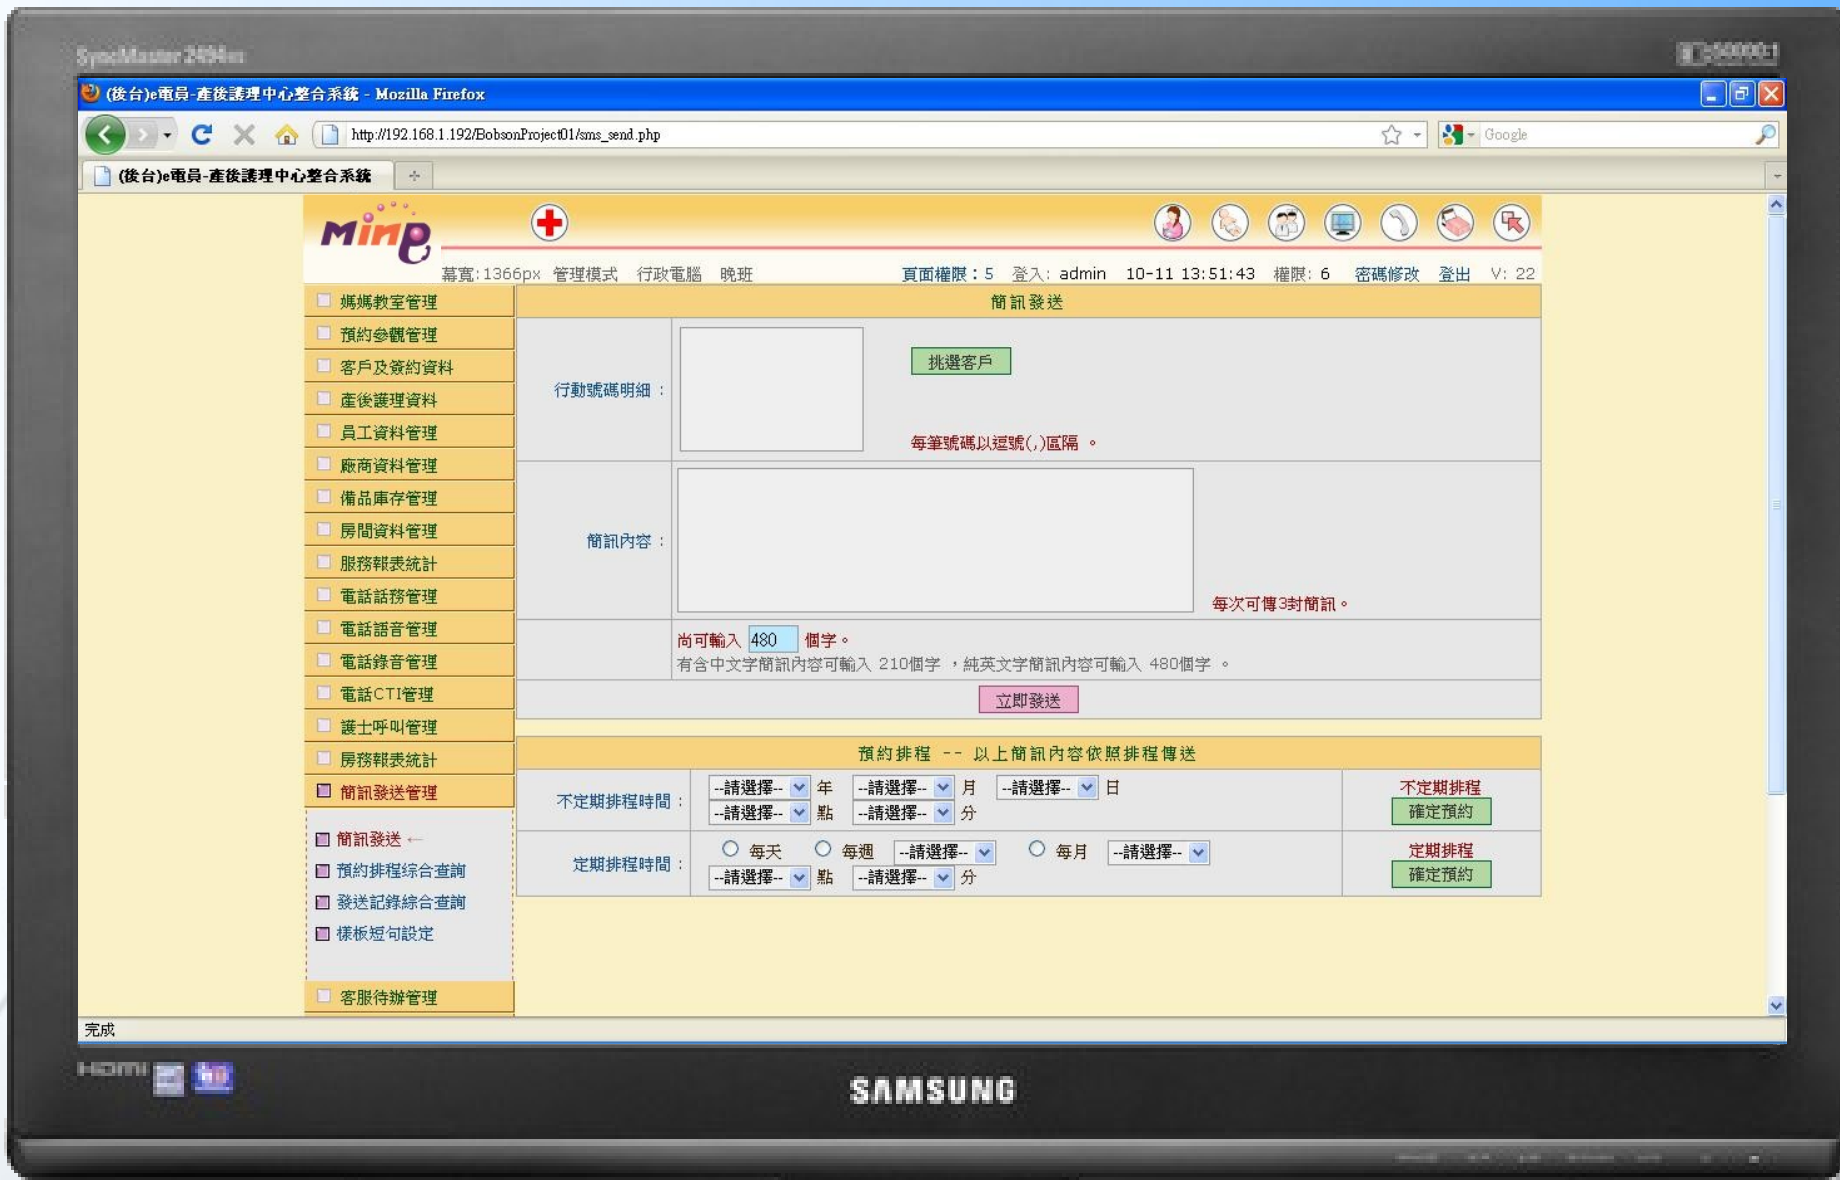 SyncMaster 2494
(後台)e電員-產後護理中心整合系統 - Mozilla Firefox
http://192.168.1.192/BobsonProject01/sms_send.php
Google
(後台)e電員-產後護理中心整合系統
Minp
幕寬:1366px 管理模式 行政電腦 晚班 頁面權限：5 登入: admin 10-11 13:51:43 權限: 6 密碼修改 登出 V: 22
媽媽教室管理
預約參觀管理
客戶及簽約資料
產後護理資料
員工資料管理
廠商資料管理
備品庫存管理
房間資料管理
服務報表統計
電話話務管理
電話語音管理
電話錄音管理
電話CTI管理
護士呼叫管理
房務報表統計
簡訊發送管理
簡訊發送 ←
預約排程綜合查詢
發送記錄綜合查詢
樣板短句設定
客服待辦管理
簡訊發送
行動號碼明細：
挑選客戶
每筆號碼以逗號(,)區隔 。
簡訊內容：
每次可傳3封簡訊。
尚可輸入 480 個字。
有含中文字簡訊內容可輸入 210個字 ，純英文字簡訊內容可輸入 480個字 。
立即發送
預約排程 -- 以上簡訊內容依照排程傳送
不定期排程時間：
--請選擇-- 年 --請選擇-- 月 --請選擇-- 日
--請選擇-- 點 --請選擇-- 分
不定期排程
確定預約
定期排程時間：
每天 每週 --請選擇-- 每月 --請選擇--
--請選擇-- 點 --請選擇-- 分
定期排程
確定預約
完成
HDMI
SAMSUNG